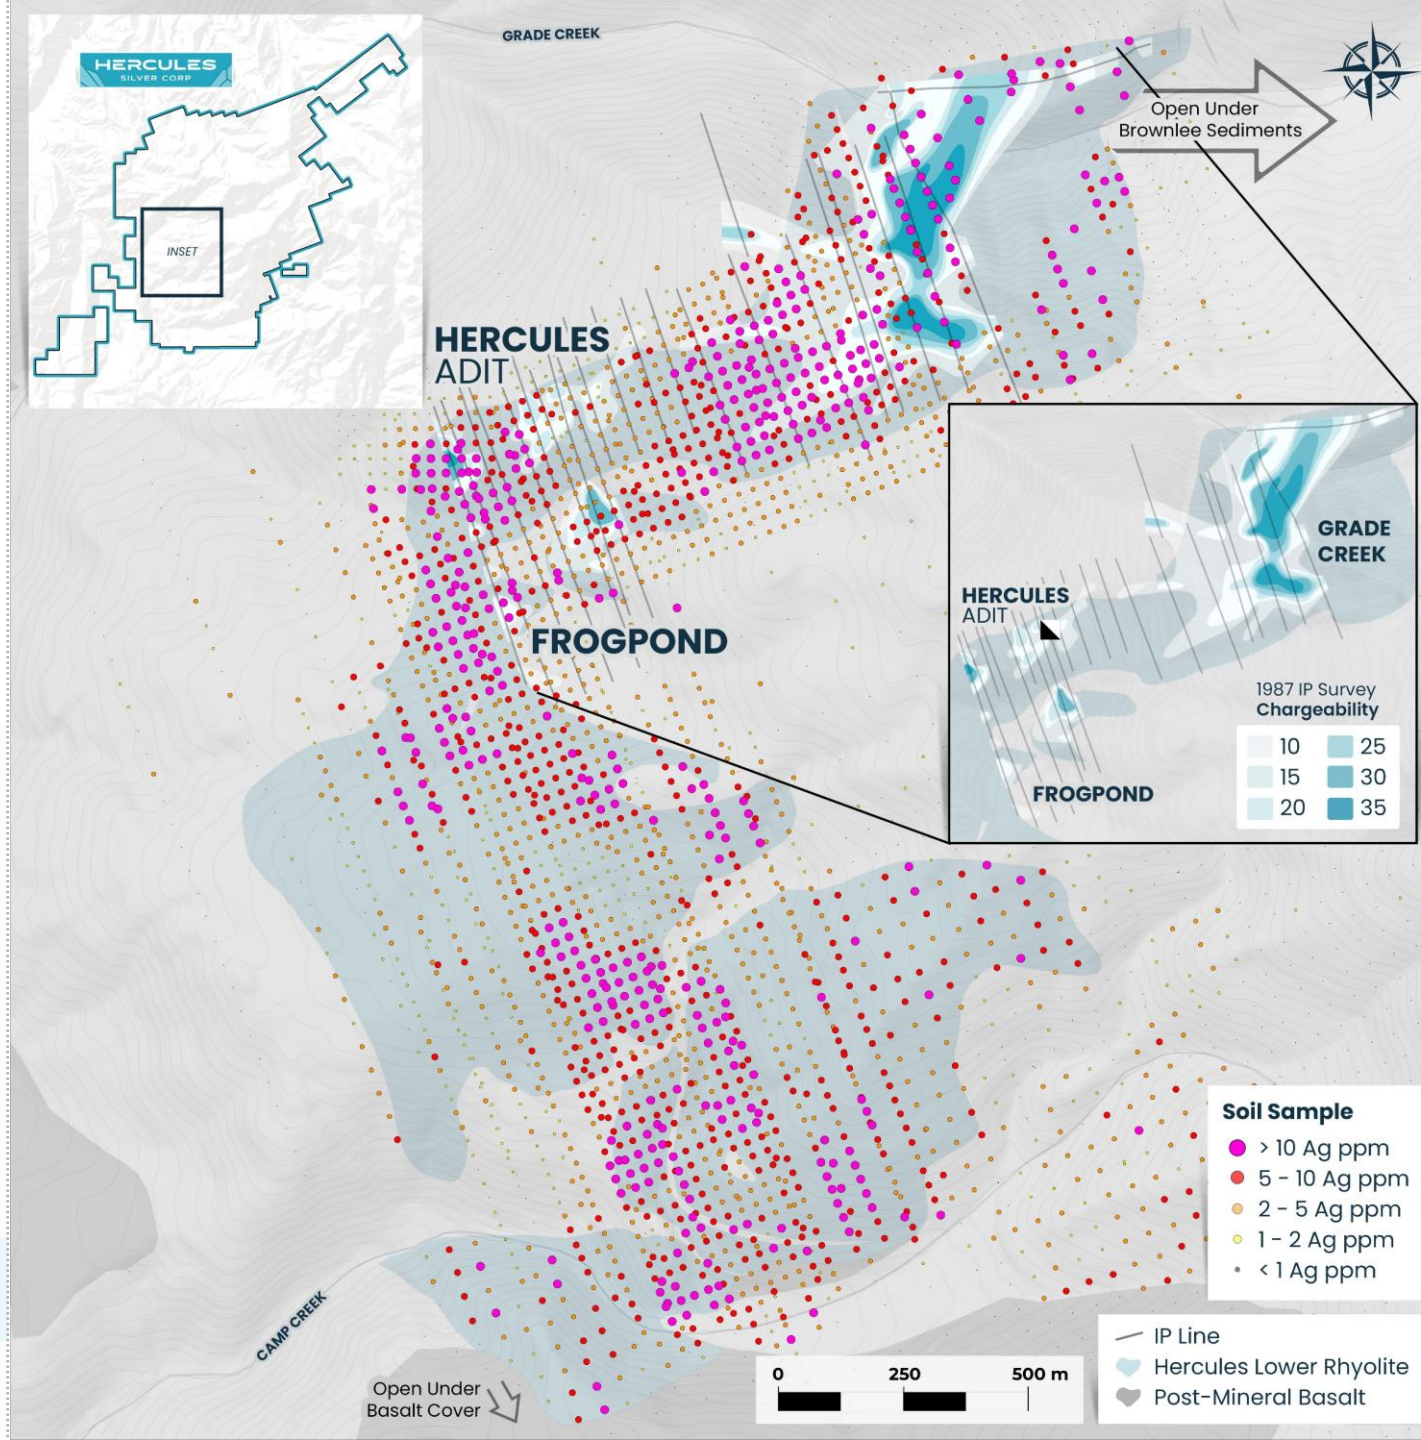 GRADE CREEK
HERCULES
SILVER CORP
INSET
Open Under
Brownlee Sediments
HERCULES
ADIT
FROGPOND
GRADE
CREEK
HERCULES
ADIT
1987 IP Survey
Chargeability
10 25
15 30
20 35
FROGPOND
Soil Sample
> 10 Ag ppm
5 - 10 Ag ppm
2 - 5 Ag ppm
1 - 2 Ag ppm
< 1 Ag ppm
CAMP CREEK
Open Under
Basalt Cover
0 250 500 m
IP Line
Hercules Lower Rhyolite
Post-Mineral Basalt